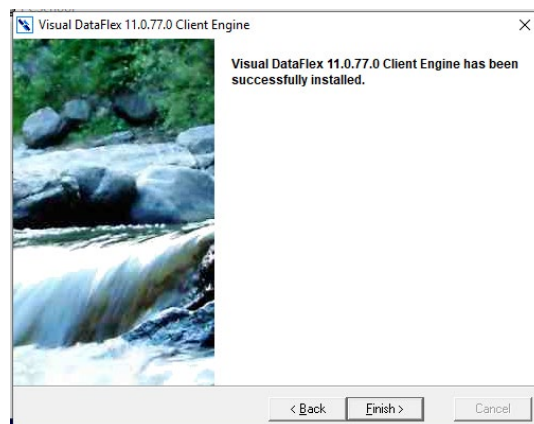 Visual DataFlex 11.0.77.0 Client Engine
Visual DataFlex 11.0.77.0 Client Engine has been
successfully installed.
< Back
Finish >
Cancel